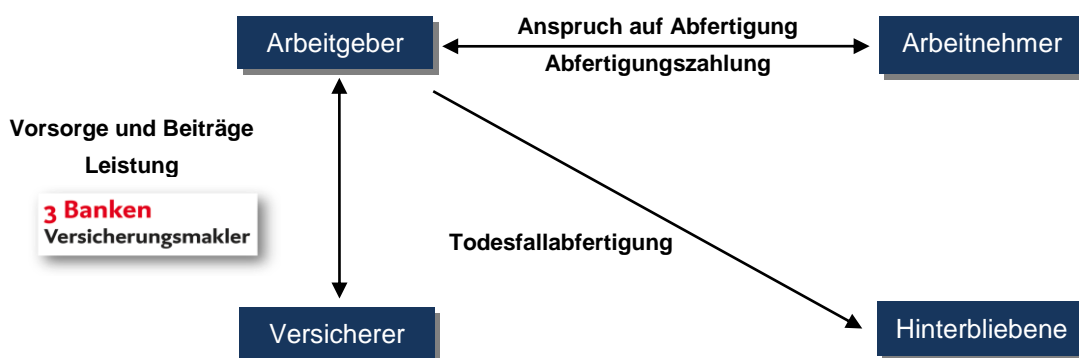 Arbeitgeber
Anspruch auf Abfertigung
Abfertigungszahlung
Arbeitnehmer
Vorsorge und Beiträge
Leistung
3 Banken
Versicherungsmakler
Todesfallabfertigung
Versicherer
Hinterbliebene